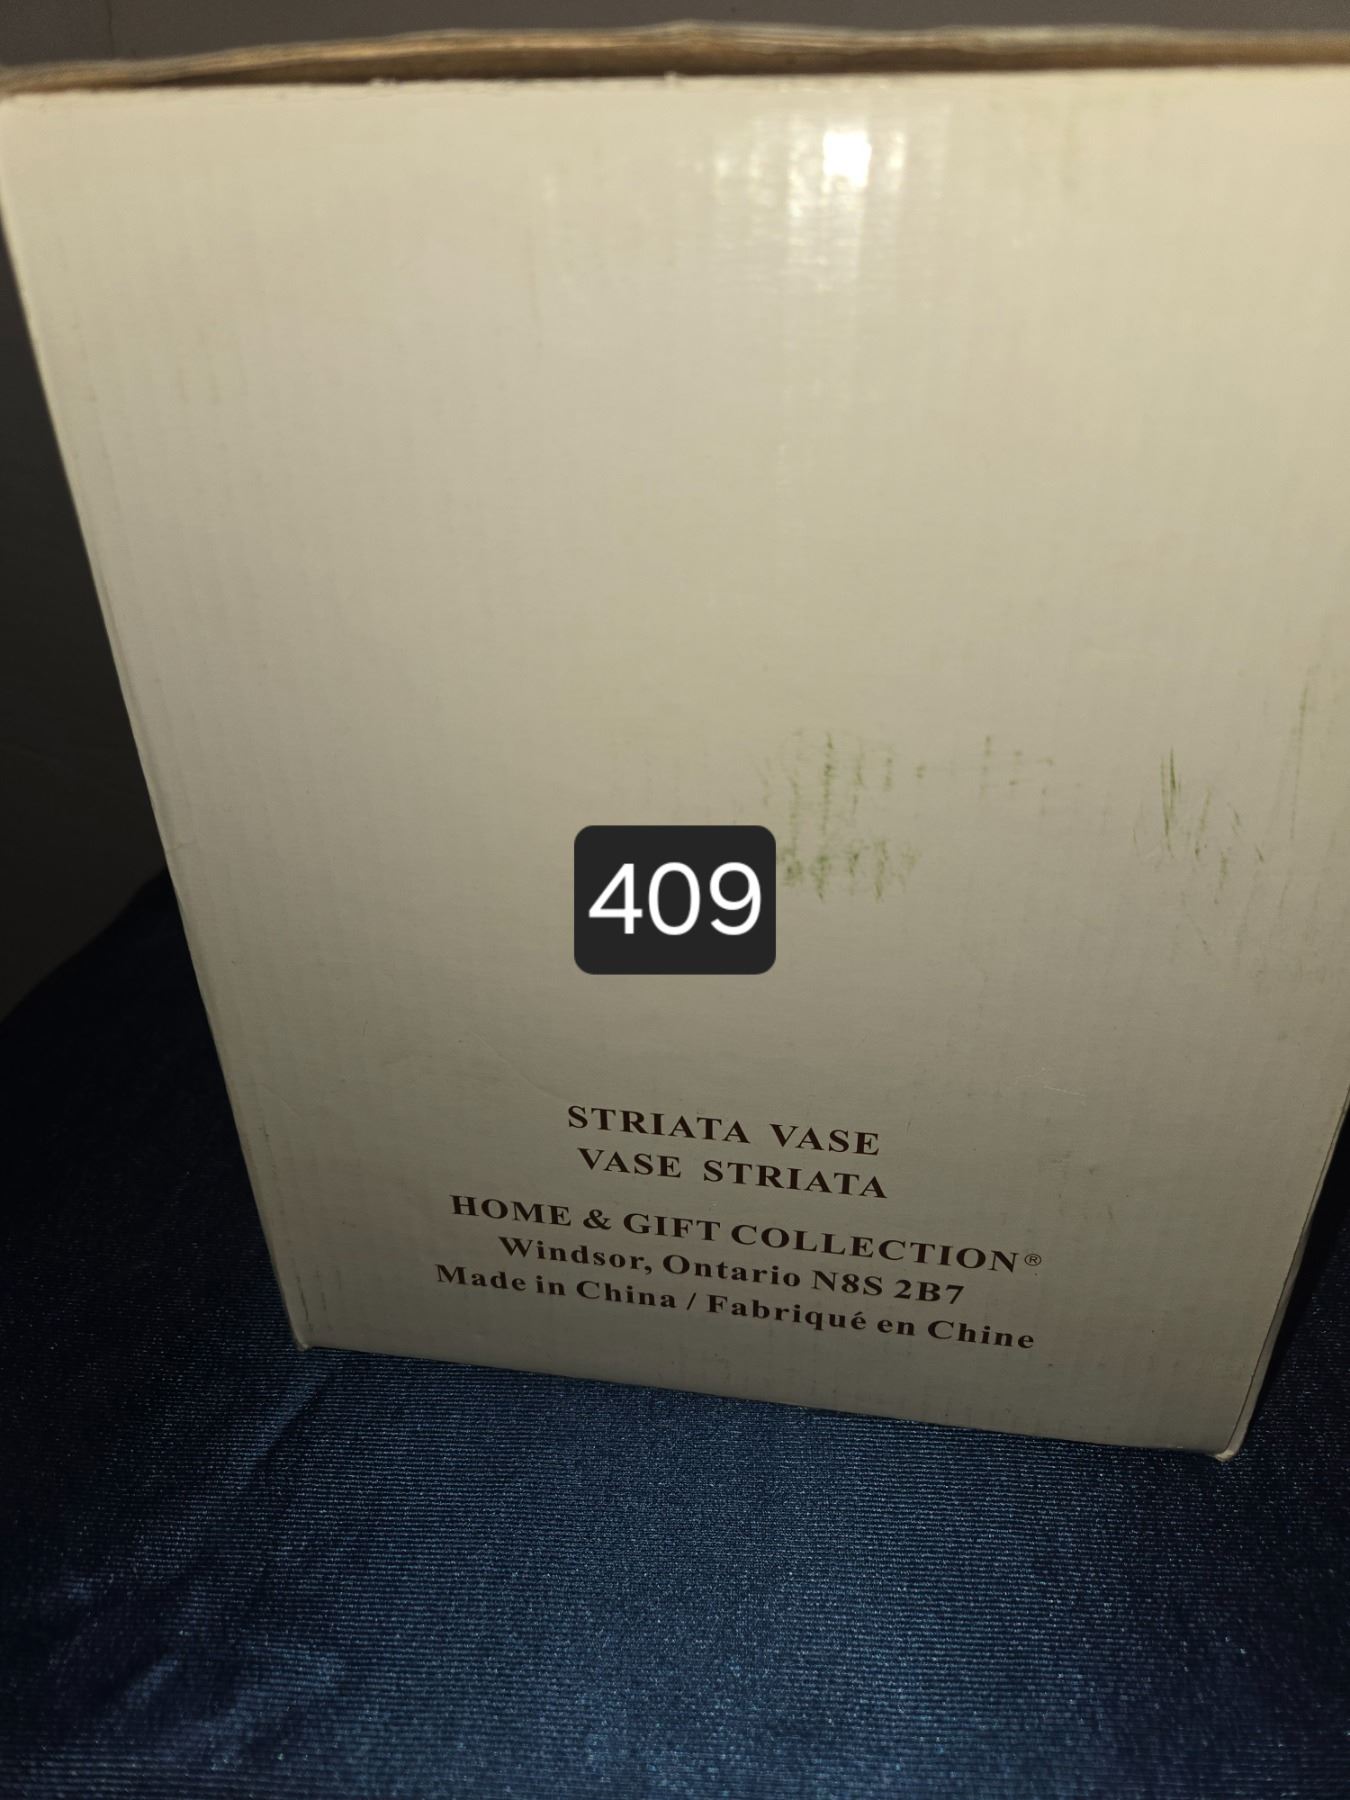 409
STRIATA VASE
VASE STRIATA
HOME & GIFT COLLECTION®
Windsor, Ontario N8S 2B7
Made in China / Fabriqué en Chine